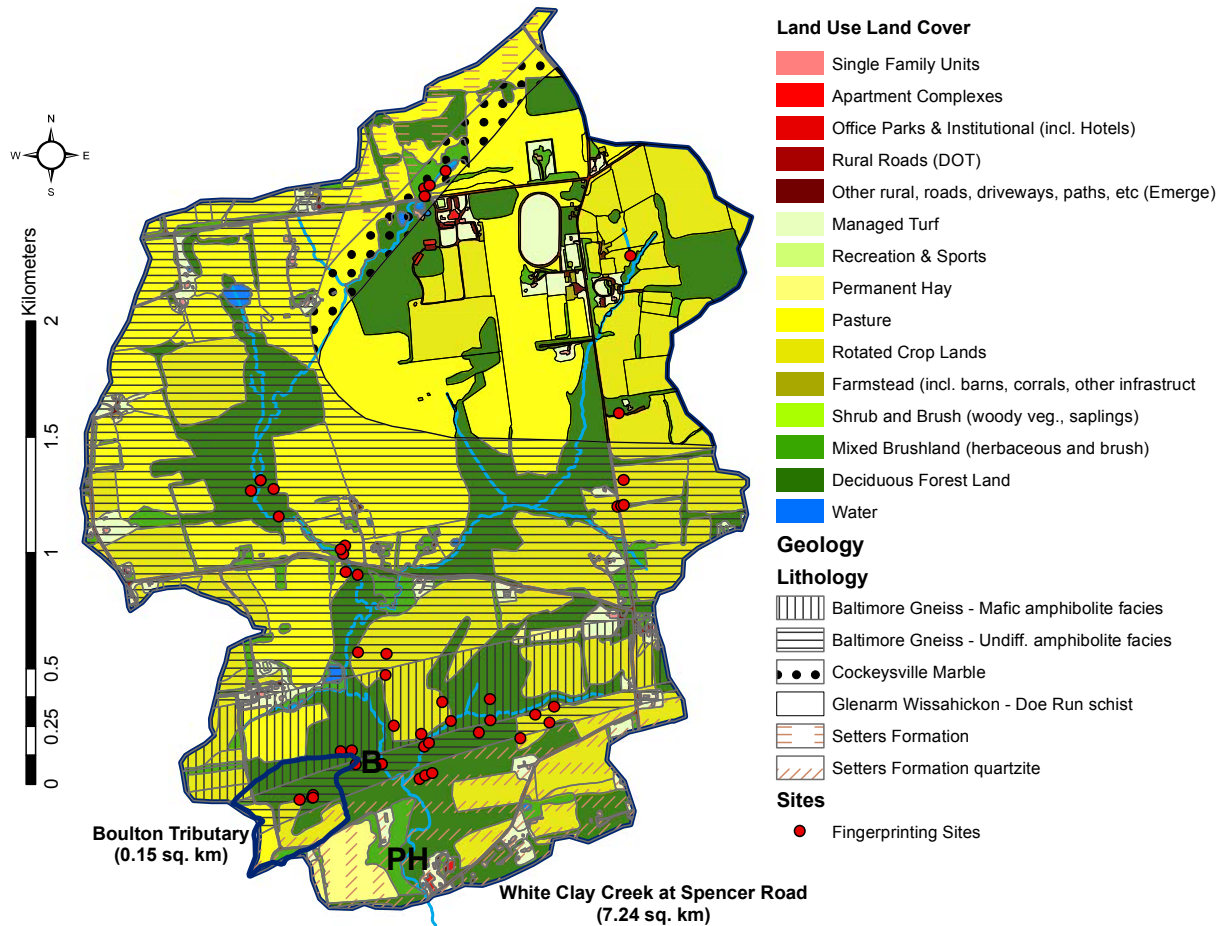 N
W E
S
Kilometers
2
1.5
1
0.5
0.25
0
B
PH
Boulton Tributary
(0.15 sq. km)
White Clay Creek at Spencer Road
(7.24 sq. km)
Land Use Land Cover
Single Family Units
Apartment Complexes
Office Parks & Institutional (incl. Hotels)
Rural Roads (DOT)
Other rural, roads, driveways, paths, etc (Emerge)
Managed Turf
Recreation & Sports
Permanent Hay
Pasture
Rotated Crop Lands
Farmstead (incl. barns, corrals, other infrastruct
Shrub and Brush (woody veg., saplings)
Mixed Brushland (herbaceous and brush)
Deciduous Forest Land
Water
Geology
Lithology
Baltimore Gneiss - Mafic amphibolite facies
Baltimore Gneiss - Undiff. amphibolite facies
Cockeysville Marble
Glenarm Wissahickon - Doe Run schist
Setters Formation
Setters Formation quartzite
Sites
Fingerprinting Sites